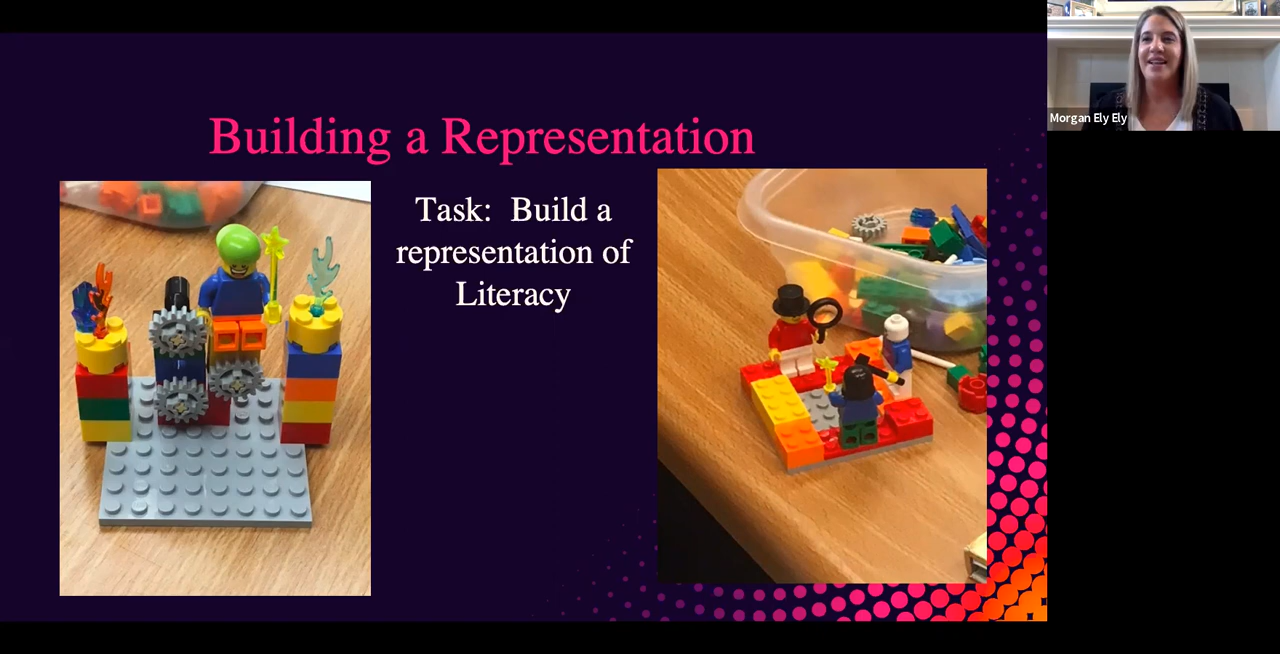 Building a Representation
Task: Build a
representation of
Literacy
Morgan Ely Ely